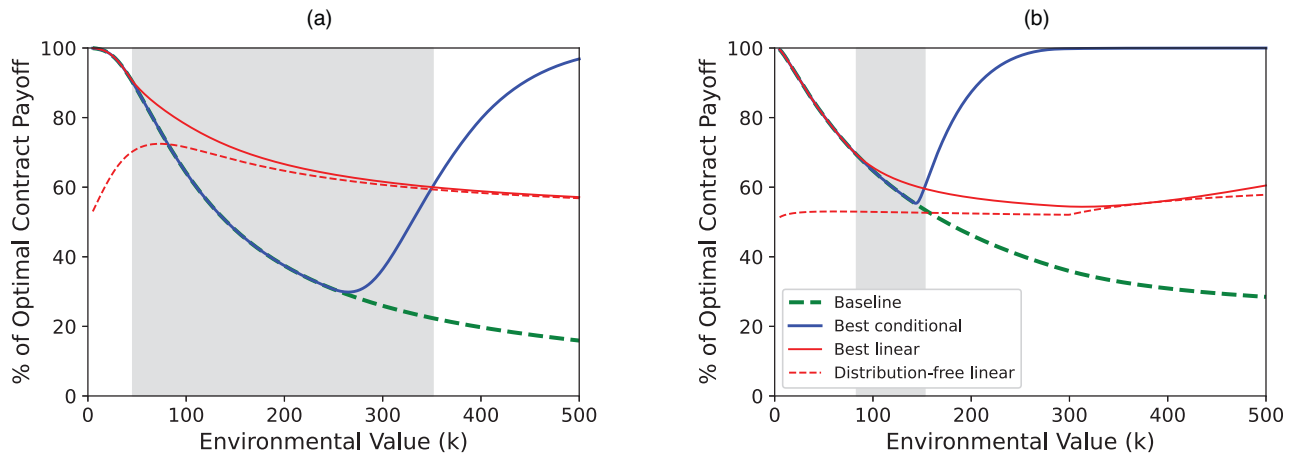 (a)
% of Optimal Contract Payoff
100
80
60
40
20
0
0 100 200 300 400 500
Environmental Value (k)
(b)
% of Optimal Contract Payoff
100
80
60
40
20
0
Baseline
Best conditional
Best linear
Distribution-free linear
0 100 200 300 400 500
Environmental Value (k)